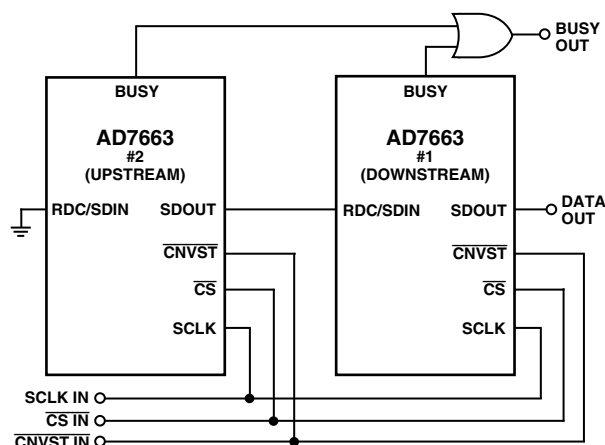 BUSY
OUT
BUSY
AD7663
#2
(UPSTREAM)
RDC/SDIN
SDOUT
CNVST
CS
SCLK
BUSY
AD7663
#1
(DOWNSTREAM)
RDC/SDIN
SDOUT
CNVST
CS
SCLK
DATA
OUT
SCLK IN
CS IN
CNVST IN